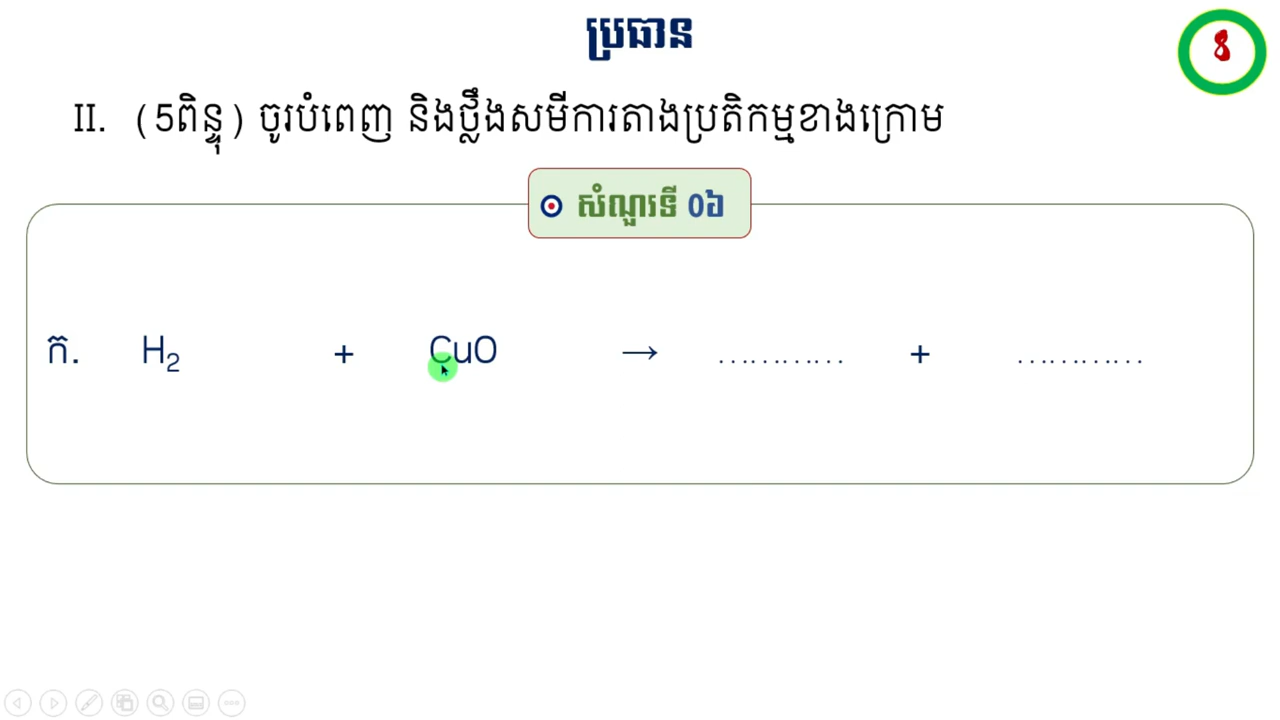 ប្រធាន
8
II. (5ពិន្ទុ) ចូរបំពេញ និងថ្លឹងសមីការតាងប្រតិកម្មខាងក្រោម
សំណួរទី ០៦
ក. H₂ + CuO → ............ + ............